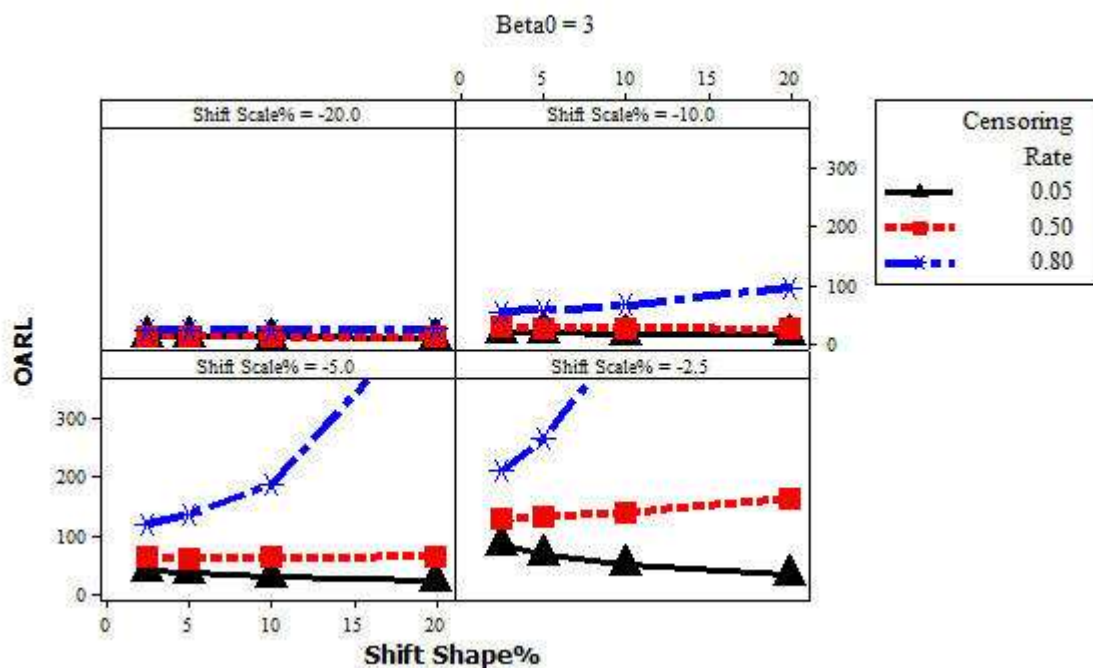 Beta0 = 3
0 5 10 15 20
Shift Scale% = -20.0
Shift Scale% = -10.0
300
200
100
0
Censoring
Rate
0.05
0.50
0.80
OARL
Shift Scale% = -5.0
Shift Scale% = -2.5
300
200
100
0
0 5 10 15 20
Shift Shape%